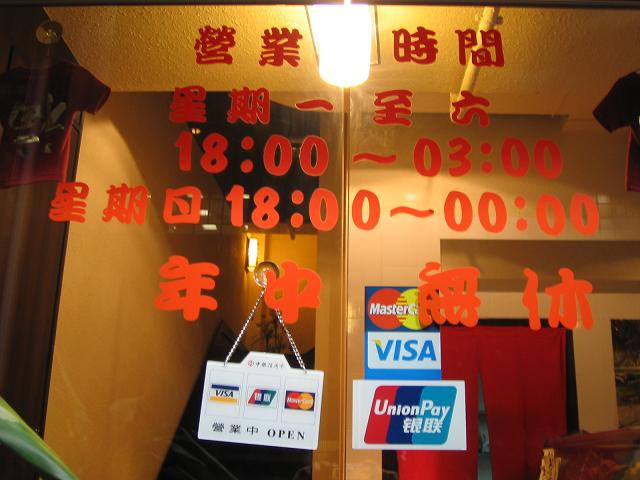 營業時間
星期一至六
18:00～03:00
星期日18:00～00:00
年中無休
MasterCard
VISA
UnionPay
银联
VISA 银联 MasterCard
營業中 OPEN